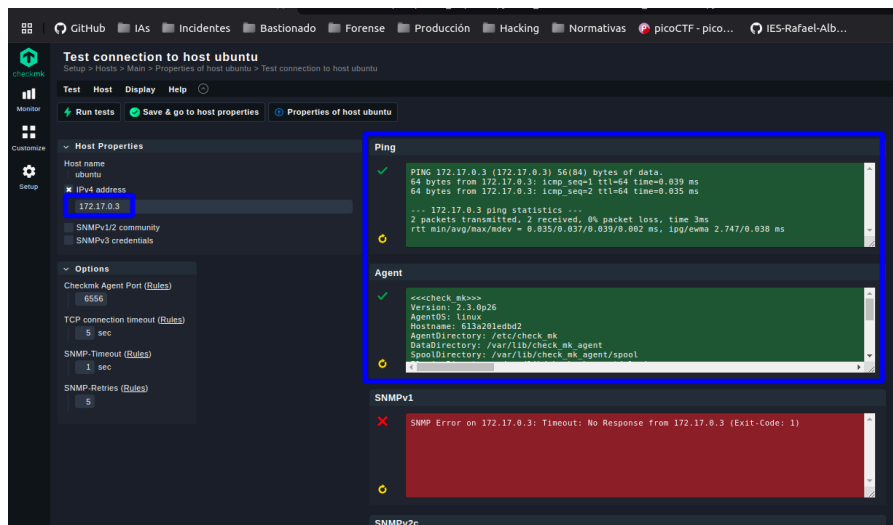 GitHub IAs Incidentes Bastionado Forense Producción Hacking Normativas picoCTF - pico... IES-Rafael-Alb...
checkmk
Monitor
Customize
Setup
Test connection to host ubuntu
Setup > Hosts > Main > Properties of host ubuntu > Test connection to host ubuntu
Test Host Display Help
Run tests Save & go to host properties Properties of host ubuntu
Host Properties
Host name
ubuntu
IPv4 address
172.17.0.3
SNMPv1/2 community
SNMPv3 credentials
Options
Checkmk Agent Port (Rules)
6556
TCP connection timeout (Rules)
5 sec
SNMP-Timeout (Rules)
1 sec
SNMP-Retries (Rules)
5
Ping
PING 172.17.0.3 (172.17.0.3) 56(84) bytes of data.
64 bytes from 172.17.0.3: icmp_seq=1 ttl=64 time=0.039 ms
64 bytes from 172.17.0.3: icmp_seq=2 ttl=64 time=0.035 ms
--- 172.17.0.3 ping statistics ---
2 packets transmitted, 2 received, 0% packet loss, time 3ms
rtt min/avg/max/mdev = 0.035/0.037/0.039/0.002 ms, ipg/ewma 2.747/0.038 ms
Agent
<<<check_mk>>>
Version: 2.3.0p26
AgentOS: linux
Hostname: 613a201edbd2
AgentDirectory: /etc/check_mk
DataDirectory: /var/lib/check_mk_agent
SpoolDirectory: /var/lib/check_mk_agent/spool
SNMPv1
SNMP Error on 172.17.0.3: Timeout: No Response from 172.17.0.3 (Exit-Code: 1)
SNMPv2c